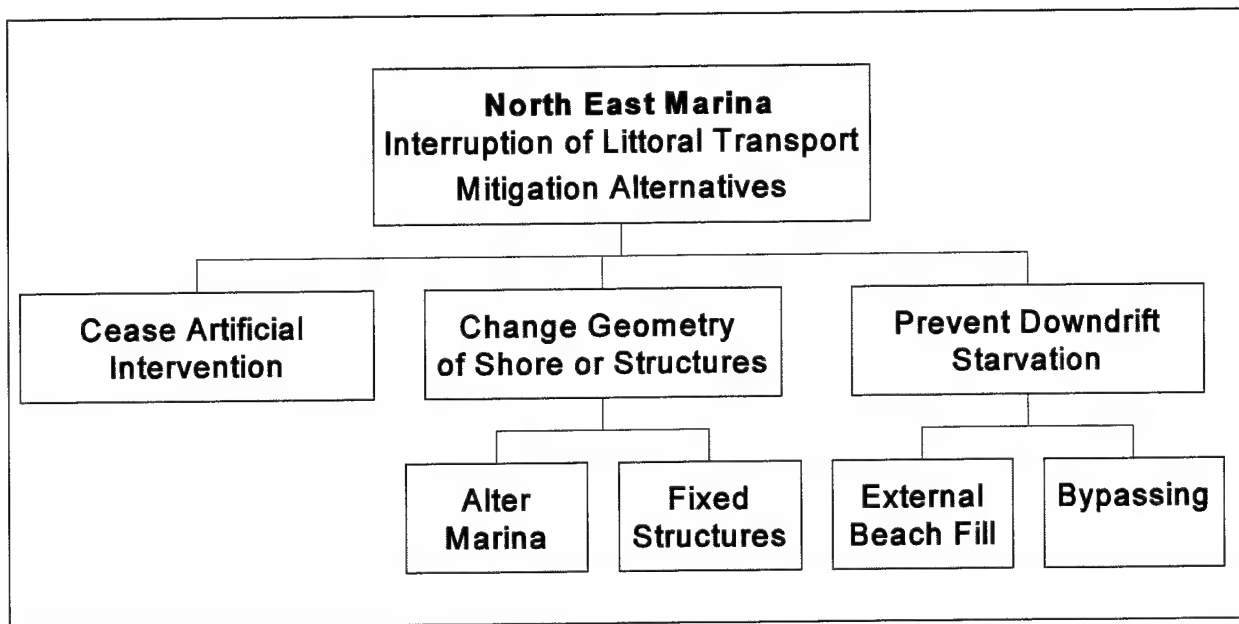 North East Marina
Interruption of Littoral Transport
Mitigation Alternatives
Cease Artificial
Intervention
Change Geometry
of Shore or Structures
Prevent Downdrift
Starvation
Alter
Marina
Fixed
Structures
External
Beach Fill
Bypassing